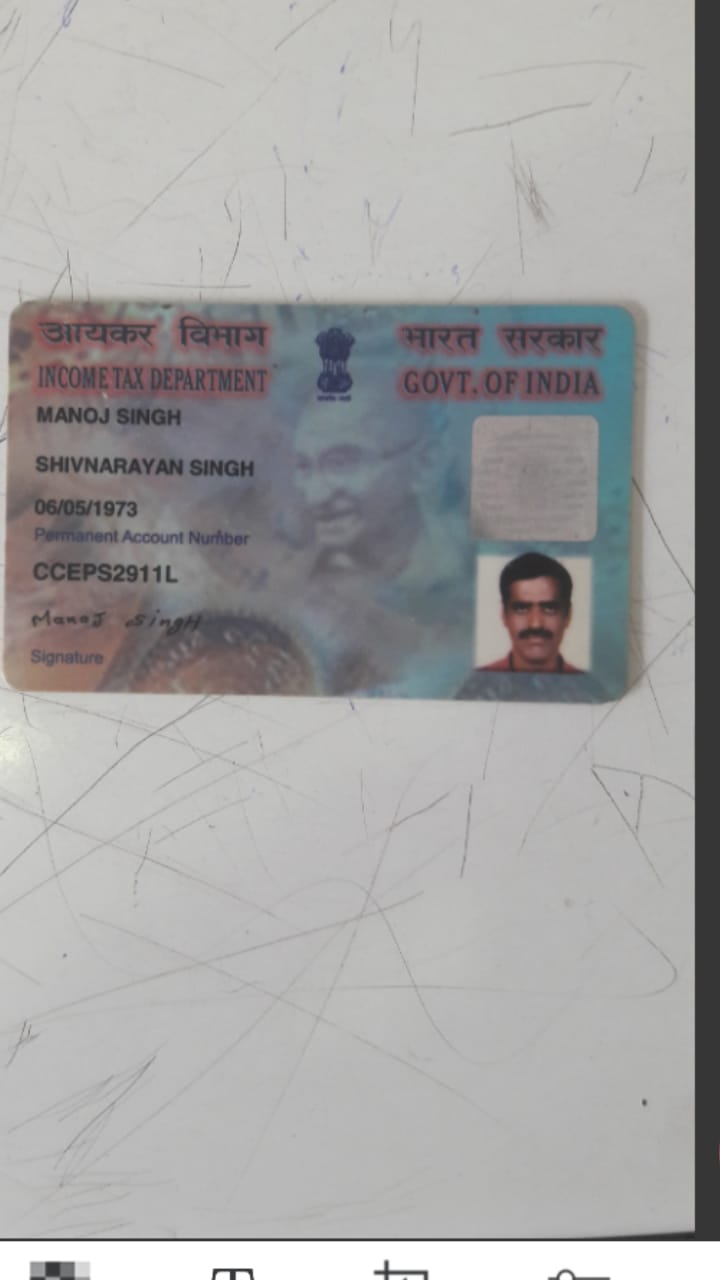 आयकर विभाग
भारत सरकार
INCOME TAX DEPARTMENT
GOVT. OF INDIA
MANOJ SINGH
SHIVNARAYAN SINGH
06/05/1973
Permanent Account Number
CCEPS2911L
Manoj Singh
Signature